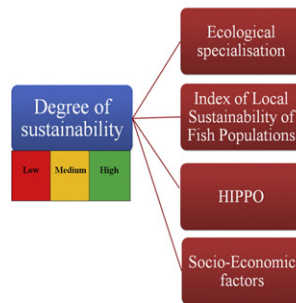 Ecological
specialisation
Degree of
sustainability
Low Medium High
Index of Local
Sustainability of
Fish Populations
HIPPO
Socio-Economic
factors